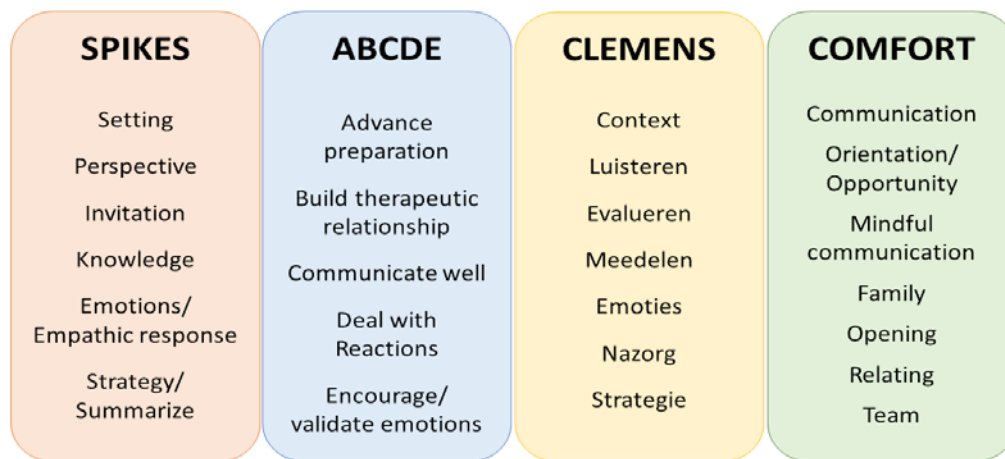 SPIKES
Setting
Perspective
Invitation
Knowledge
Emotions/
Empathic response
Strategy/
Summarize
ABCDE
Advance
preparation
Build therapeutic
relationship
Communicate well
Deal with
Reactions
Encourage/
validate emotions
CLEMENS
Context
Luisteren
Evalueren
Meedelen
Emoties
Nazorg
Strategie
COMFORT
Communication
Orientation/
Opportunity
Mindful
communication
Family
Opening
Relating
Team